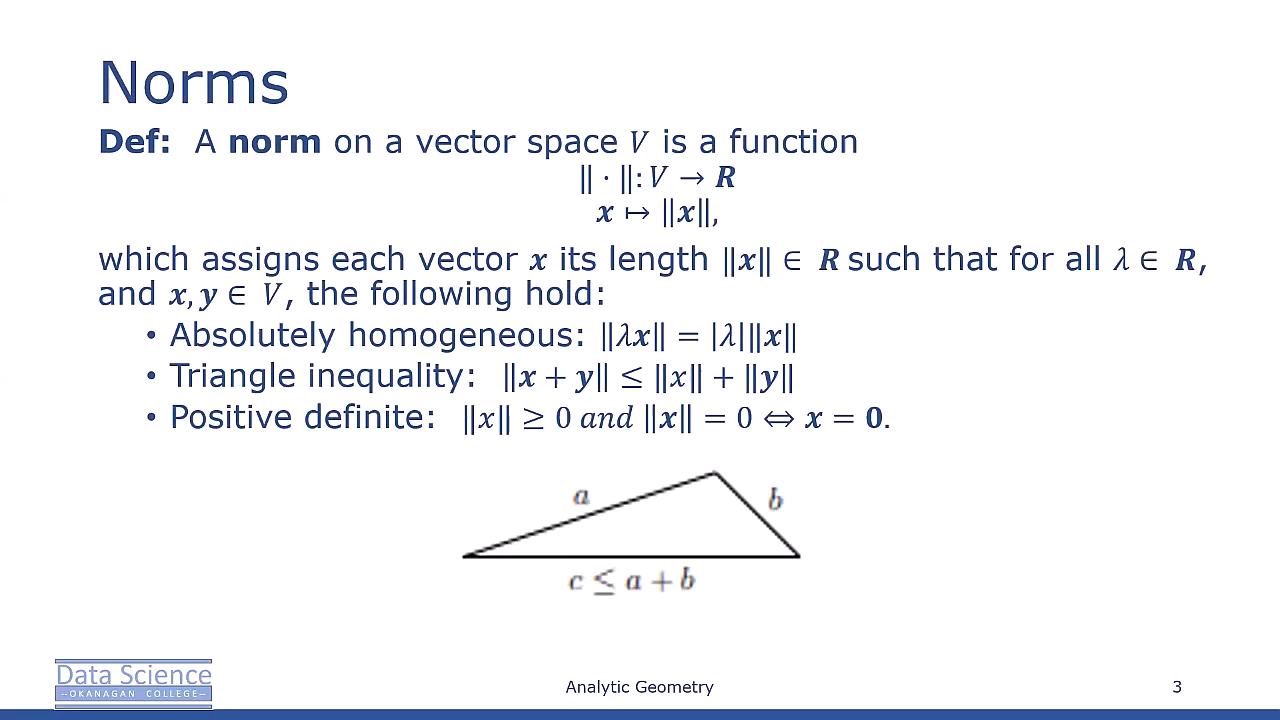 Norms
Def: A norm on a vector space 𝑉 is a function
‖ · ‖: 𝑉 → 𝑹
𝒙 ↦ ‖𝒙‖,
which assigns each vector 𝒙 its length ‖𝒙‖ ∈ 𝑹 such that for all 𝜆 ∈ 𝑹,
and 𝒙, 𝒚 ∈ 𝑉, the following hold:
• Absolutely homogeneous: ‖𝜆𝒙‖ = |𝜆|‖𝒙‖
• Triangle inequality: ‖𝒙 + 𝒚‖ ≤ ‖𝑥‖ + ‖𝒚‖
• Positive definite: ‖𝑥‖ ≥ 0 𝑎𝑛𝑑 ‖𝒙‖ = 0 ⇔ 𝒙 = 𝟎.
a
b
c ≤ a + b
Data Science
--OKANAGAN COLLEGE--
Analytic Geometry
3